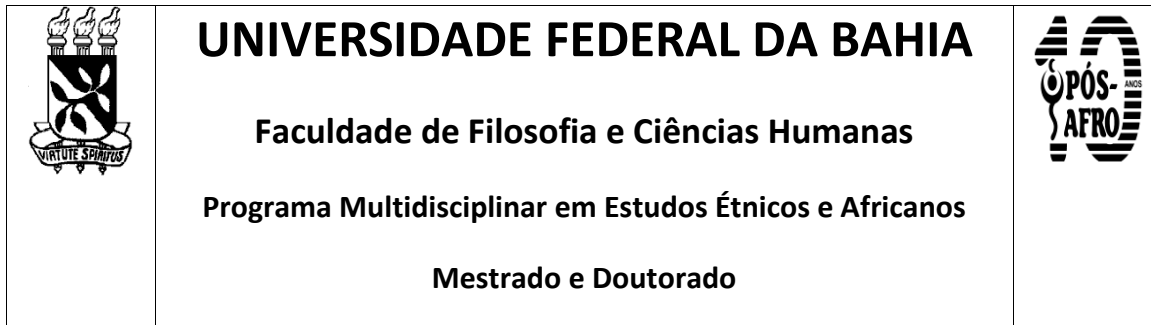 UNIVERSIDADE FEDERAL DA BAHIA
Faculdade de Filosofia e Ciências Humanas
Programa Multidisciplinar em Estudos Étnicos e Africanos
Mestrado e Doutorado
VIRTUTE SPIRITUS
10
PÓS-
ANOS
AFRO